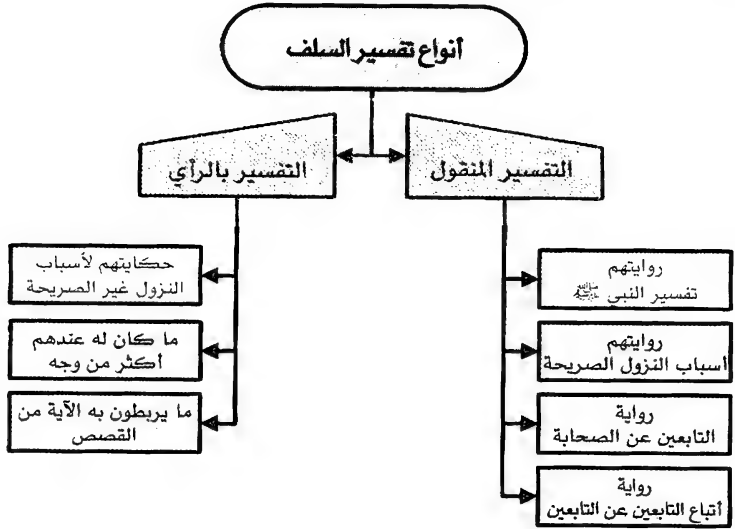 أنواع تفسير السلف
التفسير المنقول
روايتهم
تفسير النبي ﷺ
روايتهم
أسباب النزول الصريحة
رواية
التابعين عن الصحابة
رواية
أتباع التابعين عن التابعين
التفسير بالرأي
حكايتهم لأسباب
النزول غير الصريحة
ما كان له عندهم
أكثر من وجه
ما يربطون به الآية من
القصص